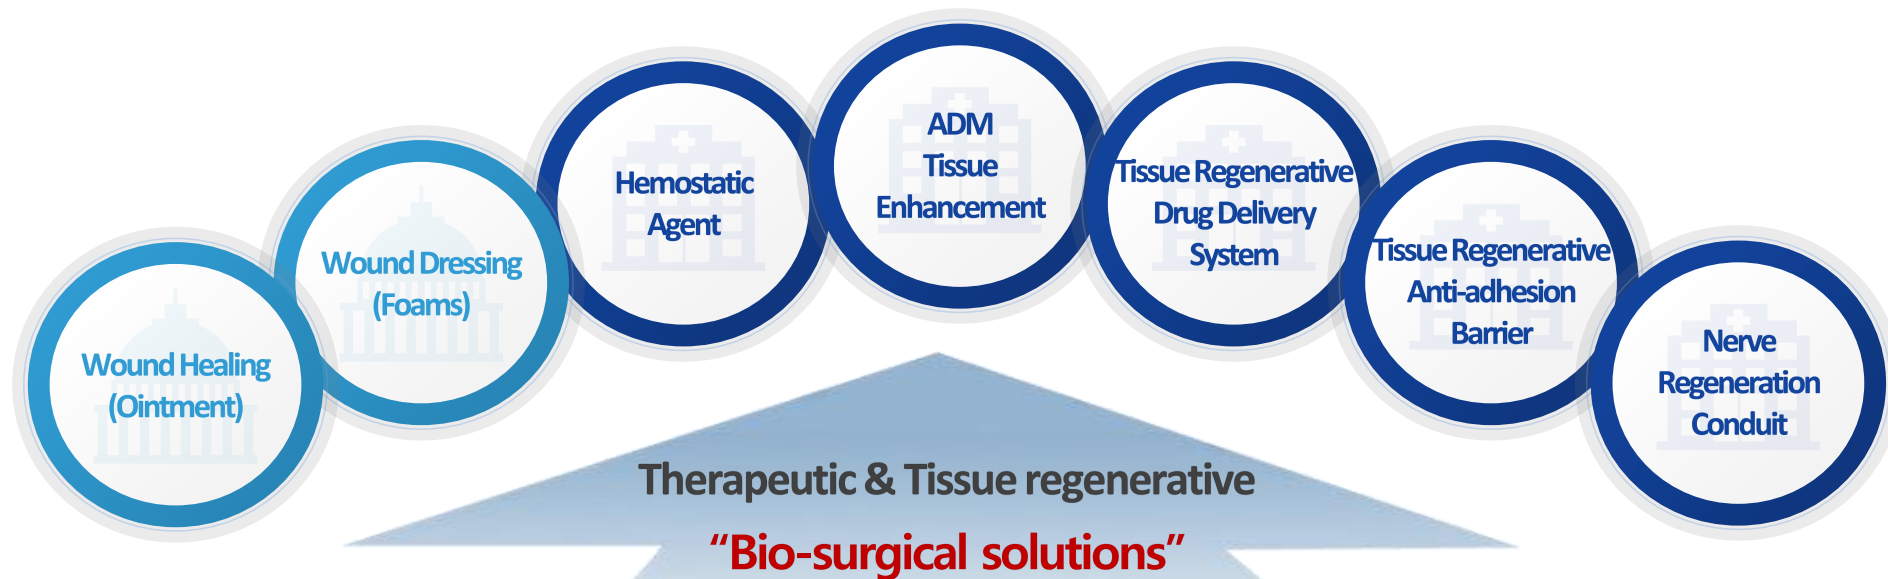 Wound Healing
(Ointment)
Wound Dressing
(Foams)
Hemostatic
Agent
ADM
Tissue
Enhancement
Tissue Regenerative
Drug Delivery
System
Tissue Regenerative
Anti-adhesion
Barrier
Nerve
Regeneration
Conduit
Therapeutic & Tissue regenerative
“Bio-surgical solutions”